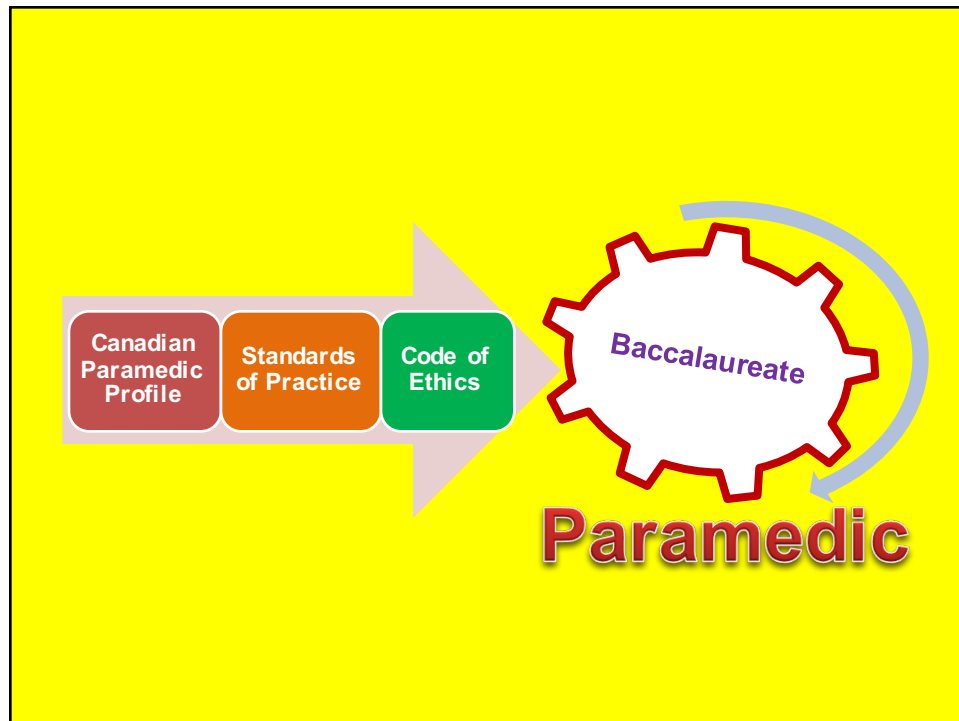 Canadian
Paramedic
Profile
Standards
of Practice
Code of
Ethics
Baccalaureate
Paramedic